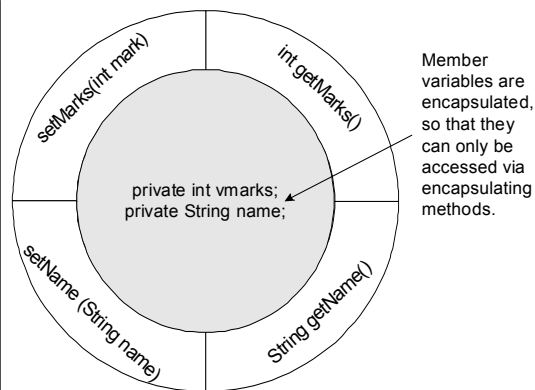 setMarks(int mark)
int getMarks()
private int vmarks;
private String name;
setName (String name)
String getName()
Member
variables are
encapsulated,
so that they
can only be
accessed via
encapsulating
methods.